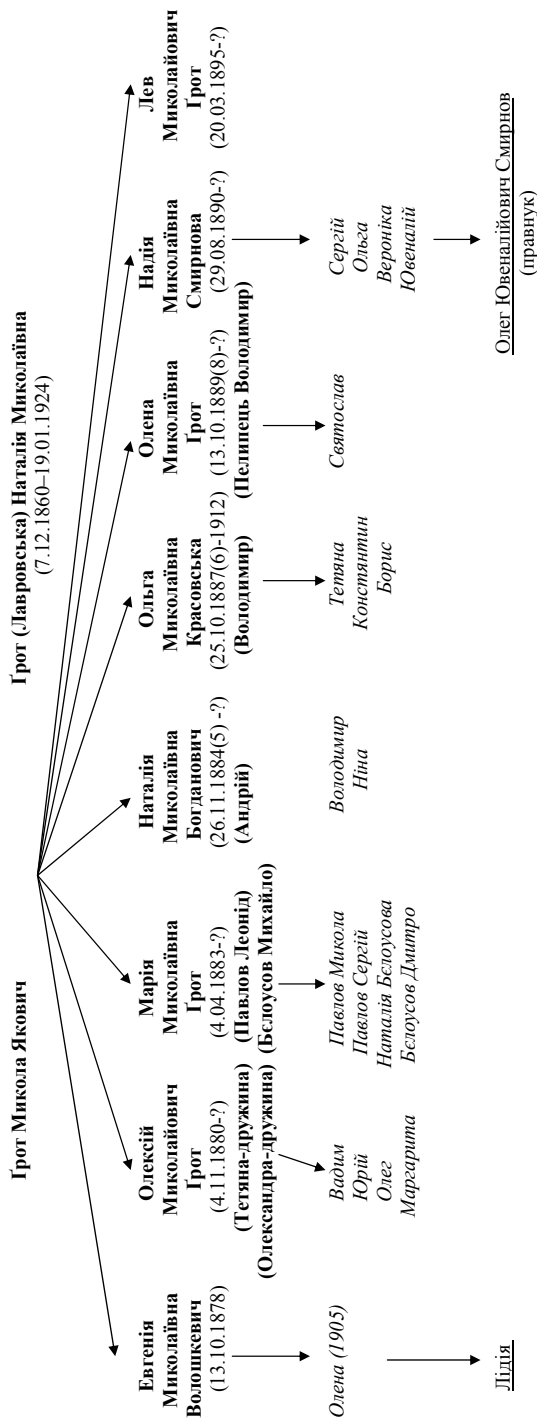 Ґрот Микола Якович
Ґрот (Лавровська) Наталія Миколаївна
(7.12.1860–19.01.1924)
Евгенія
Миколаївна
Волошкевич
(13.10.1878)
Олена (1905)
Лідія
Олексій
Миколайович
Ґрот
(4.11.1880-?)
(Тетяна-дружина)
(Олександра-дружина)
Вадим
Юрій
Олег
Маргарита
Марія
Миколаївна
Ґрот
(4.04.1883-?)
(Павлов Леонід)
(Бєлоусов Михайло)
Павлов Микола
Павлов Сергій
Наталія Бєлоусова
Бєлоусов Дмитро
Наталія
Миколаївна
Богданович
(26.11.1884(5) -?)
(Андрій)
Володимир
Ніна
Ольга
Миколаївна
Красовська
(25.10.1887(6)-1912)
(Володимир)
Тетяна
Констянтин
Борис
Олена
Миколаївна
Ґрот
(13.10.1889(8)-?)
(Пелипець Володимир)
Святослав
Надія
Миколаївна
Смирнова
(29.08.1890-?)
Сергій
Ольга
Вероніка
Ювеналій
Олег Ювеналійович Смирнов
(правнук)
Лев
Миколайович
Ґрот
(20.03.1895-?)